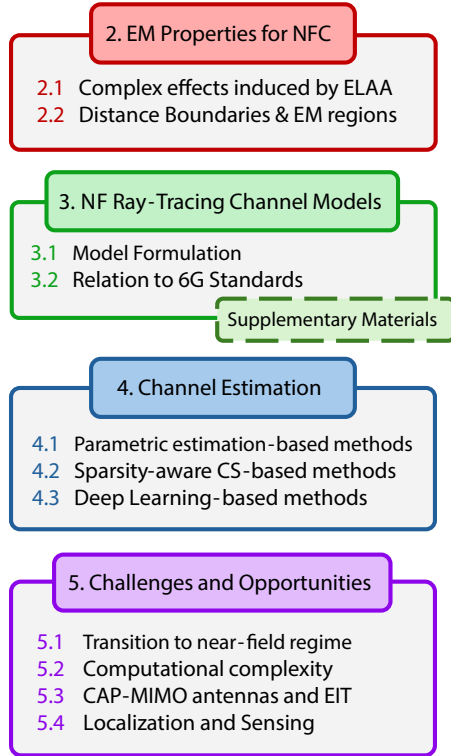 2. EM Properties for NFC
2.1 Complex effects induced by ELAA
2.2 Distance Boundaries & EM regions
3. NF Ray-Tracing Channel Models
3.1 Model Formulation
3.2 Relation to 6G Standards
Supplementary Materials
4. Channel Estimation
4.1 Parametric estimation-based methods
4.2 Sparsity-aware CS-based methods
4.3 Deep Learning-based methods
5. Challenges and Opportunities
5.1 Transition to near-field regime
5.2 Computational complexity
5.3 CAP-MIMO antennas and EIT
5.4 Localization and Sensing